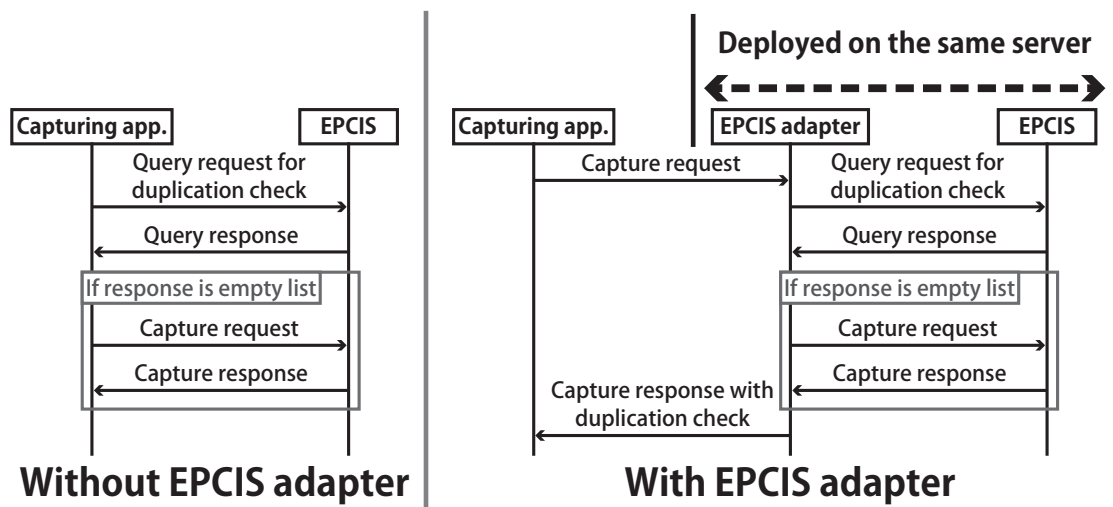 Capturing app.
EPCIS
Query request for
duplication check
Query response
If response is empty list
Capture request
Capture response
Without EPCIS adapter
Deployed on the same server
Capturing app.
EPCIS adapter
EPCIS
Capture request
Query request for
duplication check
Query response
If response is empty list
Capture request
Capture response
Capture response with
duplication check
With EPCIS adapter